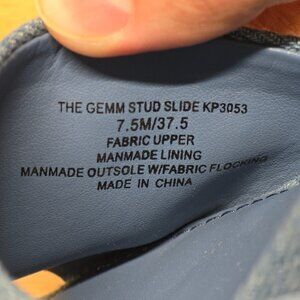 THE GEMM STUD SLIDE KP3053
7.5M/37.5
FABRIC UPPER
MANMADE LINING
MANMADE OUTSOLE W/FABRIC FLOCKING
MADE IN CHINA